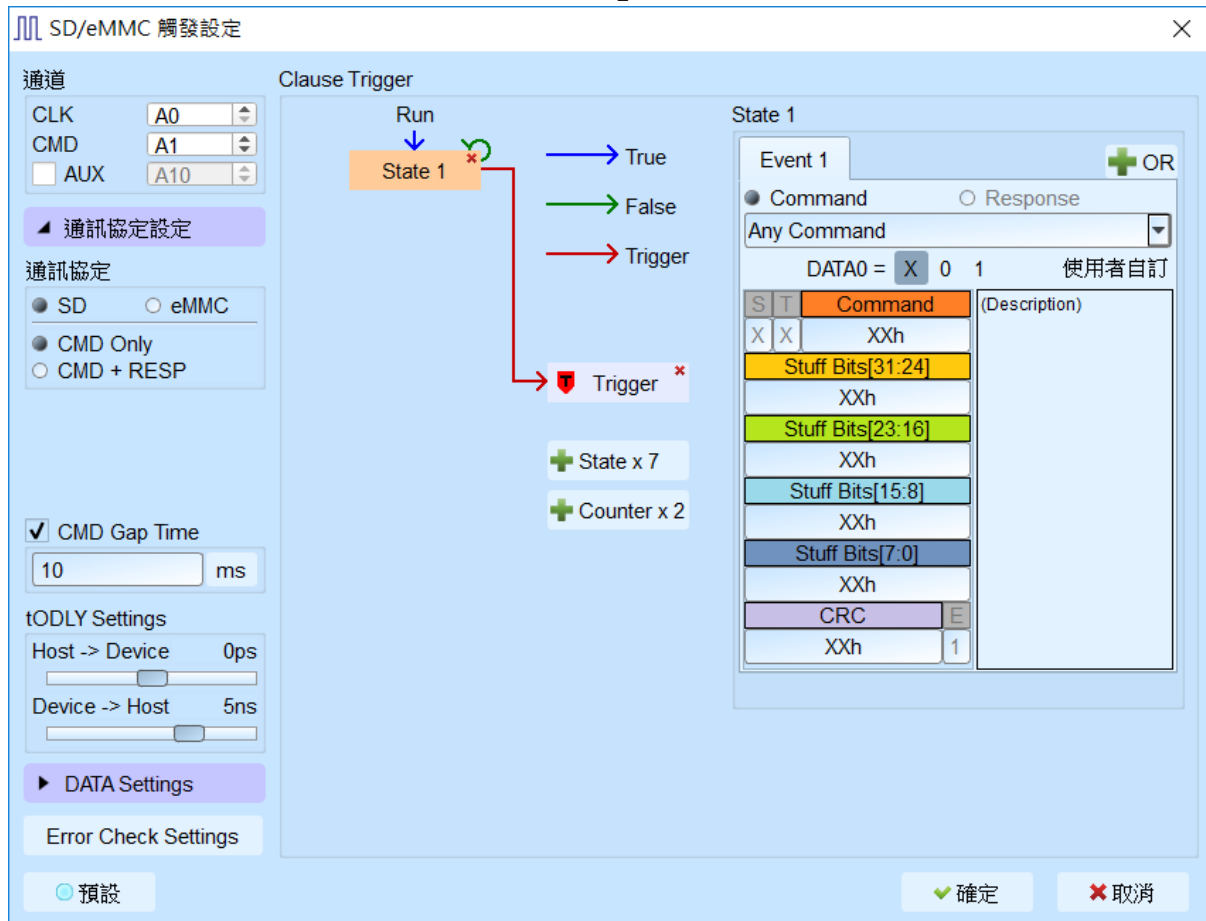 SD/eMMC 觸發設定
通道
CLK A0
CMD A1
AUX A10
通訊協定設定
通訊協定
SD eMMC
CMD Only
CMD + RESP
CMD Gap Time
10 ms
tODLY Settings
Host -> Device 0ps
Device -> Host 5ns
DATA Settings
Error Check Settings
預設
Clause Trigger
Run
State 1
True
False
Trigger
T Trigger
State x 7
Counter x 2
State 1
Event 1 OR
Command Response
Any Command
DATA0 = X 0 1 使用者自訂
S T Command (Description)
X X XXh
Stuff Bits[31:24]
XXh
Stuff Bits[23:16]
XXh
Stuff Bits[15:8]
XXh
Stuff Bits[7:0]
XXh
CRC E
XXh 1
確定 取消